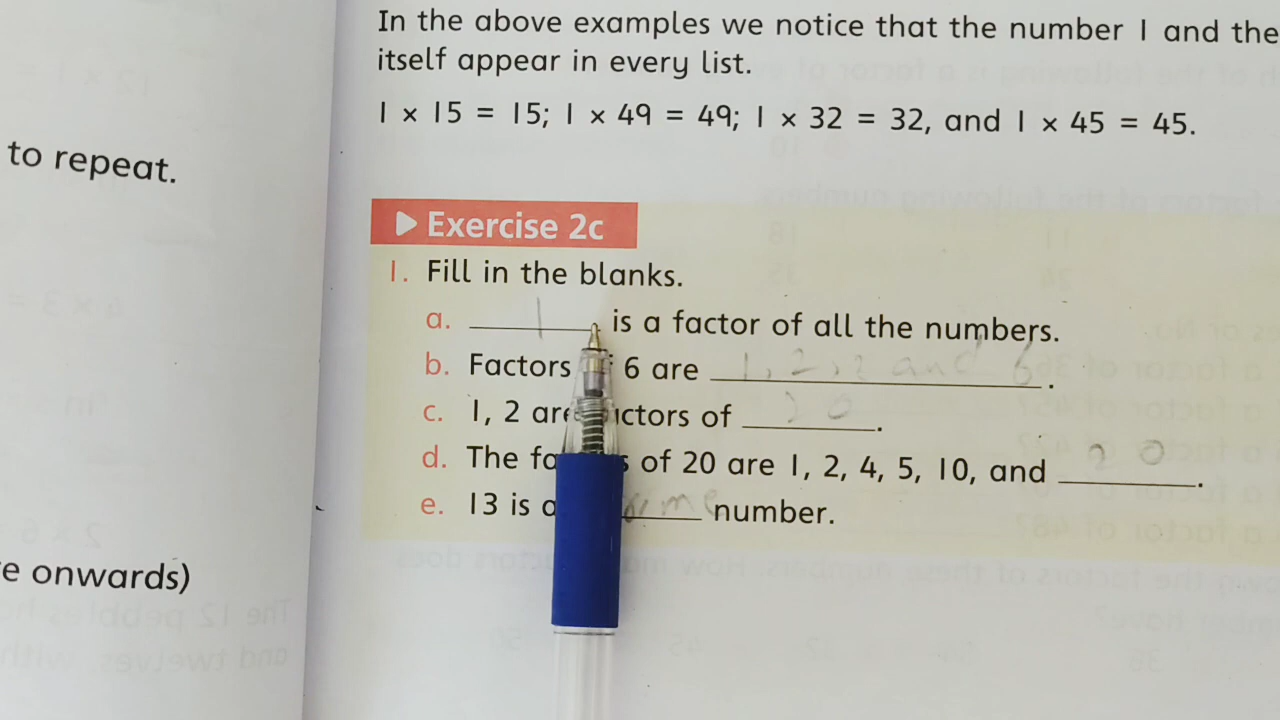 In the above examples we notice that the number 1 and the
itself appear in every list.
1 × 15 = 15; 1 × 49 = 49; 1 × 32 = 32, and 1 × 45 = 45.
to repeat.
Exercise 2c
1. Fill in the blanks.
a. 1 is a factor of all the numbers.
b. Factors 6 are 1, 2, and 6.
c. 1, 2 are of 20.
d. The of 20 are 1, 2, 4, 5, 10, and 20.
e. 13 is number.
e onwards)